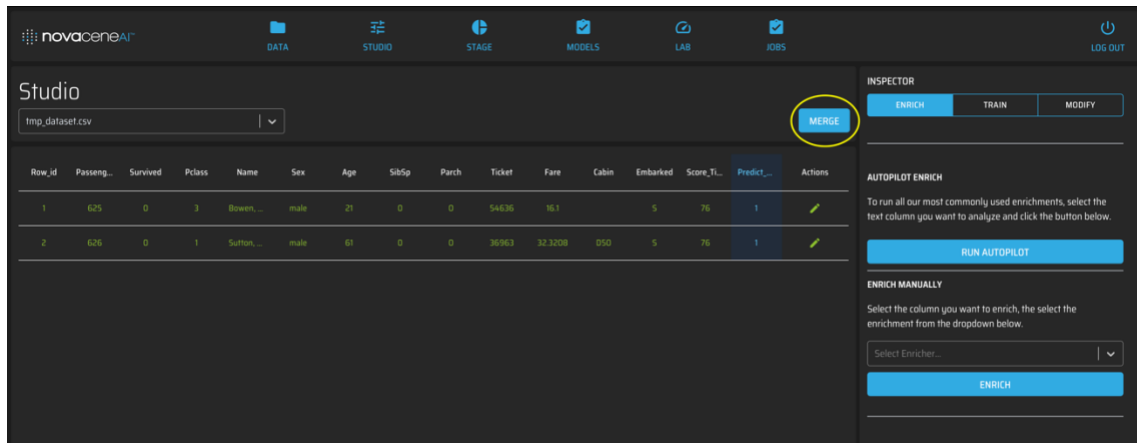 novaceneAI™
DATA
STUDIO
STAGE
MODELS
LAB
JOBS
LOG OUT
Studio
tmp_dataset.csv
MERGE
Row_id Passeng... Survived Pclass Name Sex Age SibSp Parch Ticket Fare Cabin Embarked Score_Ti... Predict_... Actions
1 625 0 3 Bowen, ... male 21 0 0 54636 16.1 S 76 1
2 626 0 1 Sutton, ... male 61 0 0 36963 32.3208 D50 S 76 1
INSPECTOR
ENRICH TRAIN MODIFY
AUTOPILOT ENRICH
To run all our most commonly used enrichments, select the
text column you want to analyze and click the button below.
RUN AUTOPILOT
ENRICH MANUALLY
Select the column you want to enrich, the select the
enrichment from the dropdown below.
Select Enricher...
ENRICH